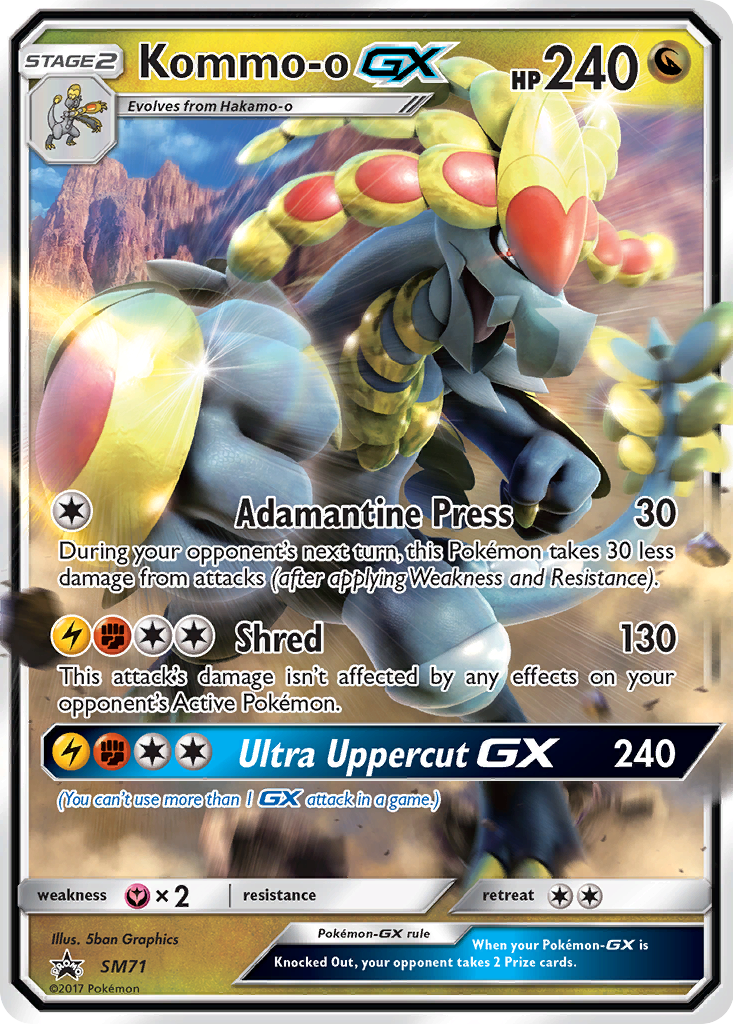 STAGE2 Kommo-o GX HP240
Evolves from Hakamo-o
Adamantine Press 30
During your opponent's next turn, this Pokémon takes 30 less
damage from attacks (after applying Weakness and Resistance).
Shred 130
This attack's damage isn't affected by any effects on your
opponent's Active Pokémon.
Ultra Uppercut GX 240
(You can't use more than 1 GX attack in a game.)
weakness ×2 resistance retreat
Illus. 5ban Graphics
PROMO SM71
©2017 Pokémon
Pokémon-GX rule
When your Pokémon-GX is
Knocked Out, your opponent takes 2 Prize cards.